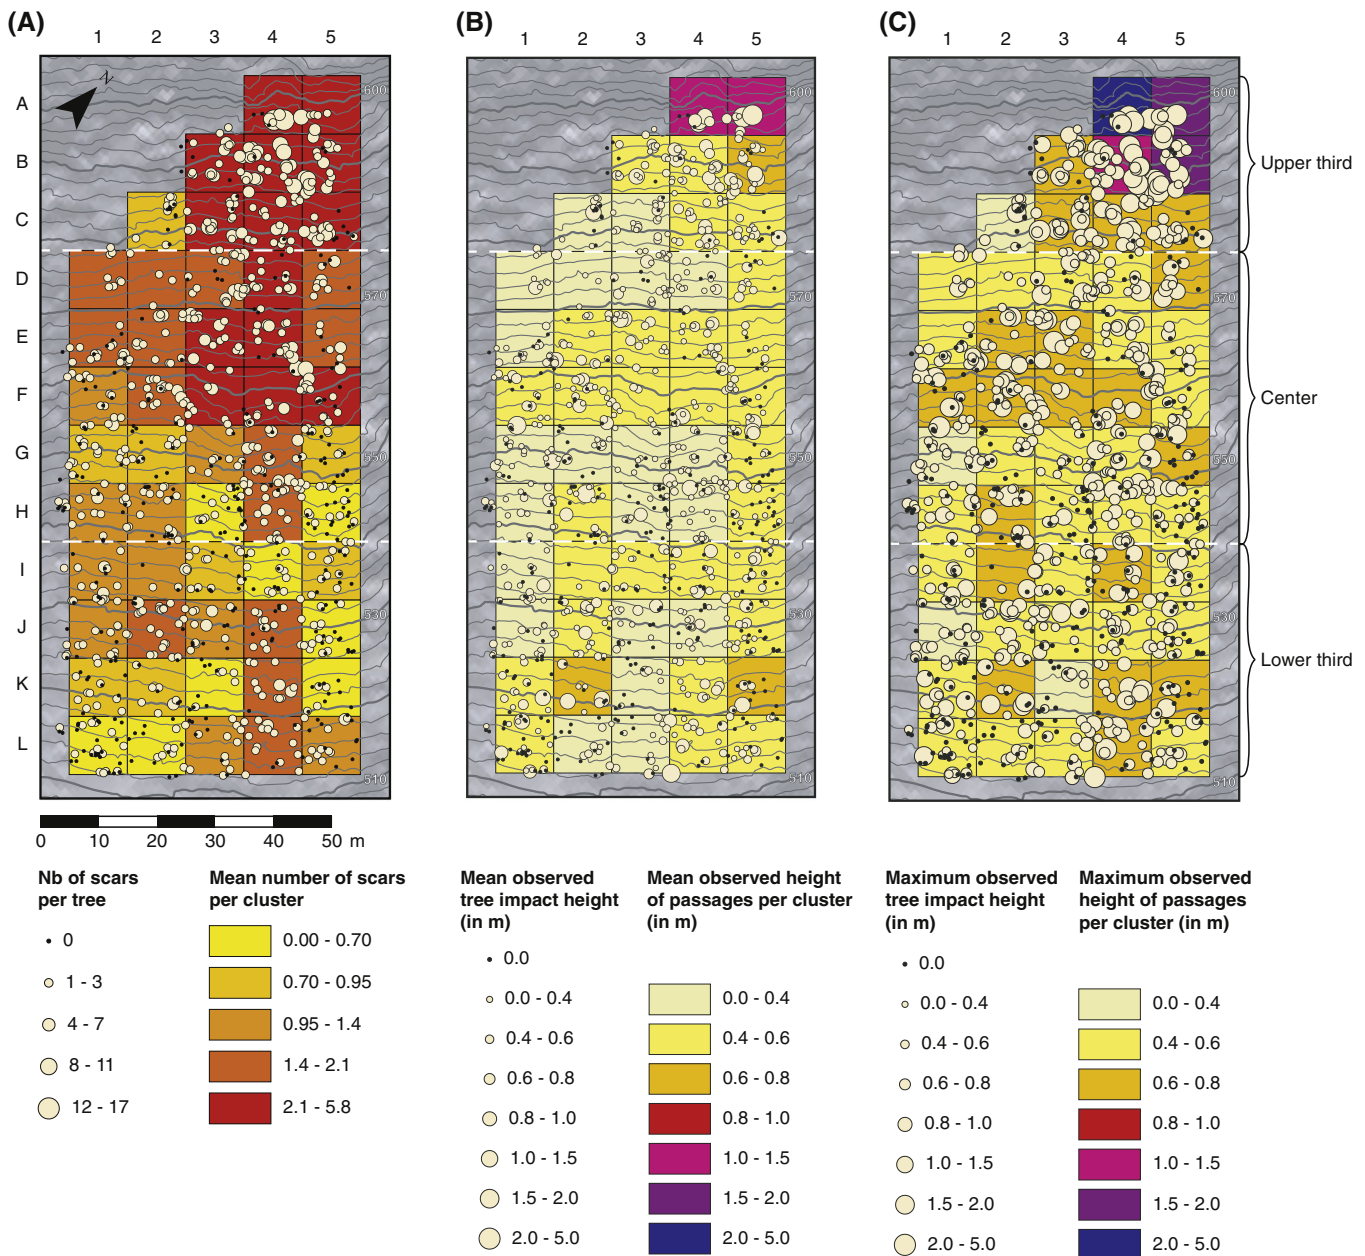 (A)
1 2 3 4 5
(B)
1 2 3 4 5
(C)
1 2 3 4 5
N
A
B
C
D
E
F
G
H
I
J
K
L
600
570
550
530
510
600
570
550
530
510
600
570
550
530
510
Upper third
Center
Lower third
0 10 20 30 40 50 m
Nb of scars
per tree
0
1 - 3
4 - 7
8 - 11
12 - 17
Mean number of scars
per cluster
0.00 - 0.70
0.70 - 0.95
0.95 - 1.4
1.4 - 2.1
2.1 - 5.8
Mean observed
tree impact height
(in m)
0.0
0.0 - 0.4
0.4 - 0.6
0.6 - 0.8
0.8 - 1.0
1.0 - 1.5
1.5 - 2.0
2.0 - 5.0
Mean observed height
of passages per cluster
(in m)
0.0 - 0.4
0.4 - 0.6
0.6 - 0.8
0.8 - 1.0
1.0 - 1.5
1.5 - 2.0
2.0 - 5.0
Maximum observed
tree impact height
(in m)
0.0
0.0 - 0.4
0.4 - 0.6
0.6 - 0.8
0.8 - 1.0
1.0 - 1.5
1.5 - 2.0
2.0 - 5.0
Maximum observed
height of passages
per cluster (in m)
0.0 - 0.4
0.4 - 0.6
0.6 - 0.8
0.8 - 1.0
1.0 - 1.5
1.5 - 2.0
2.0 - 5.0